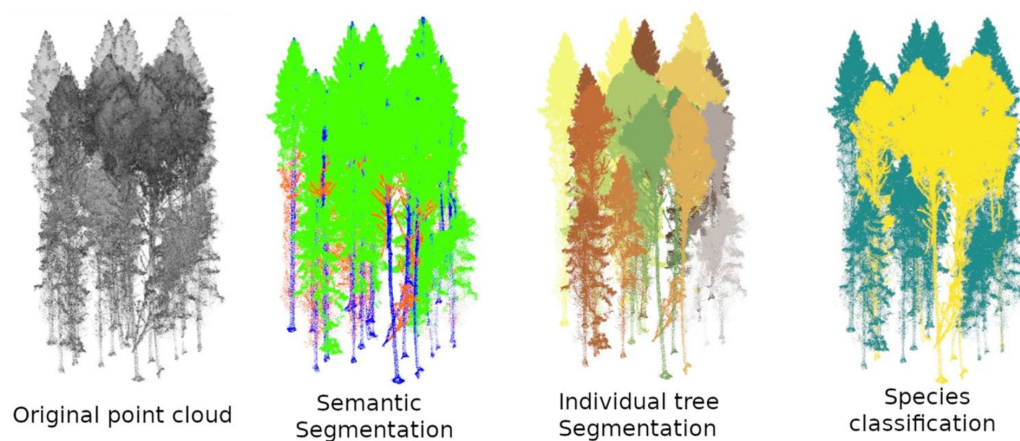 Original point cloud
Semantic
Segmentation
Individual tree
Segmentation
Species
classification